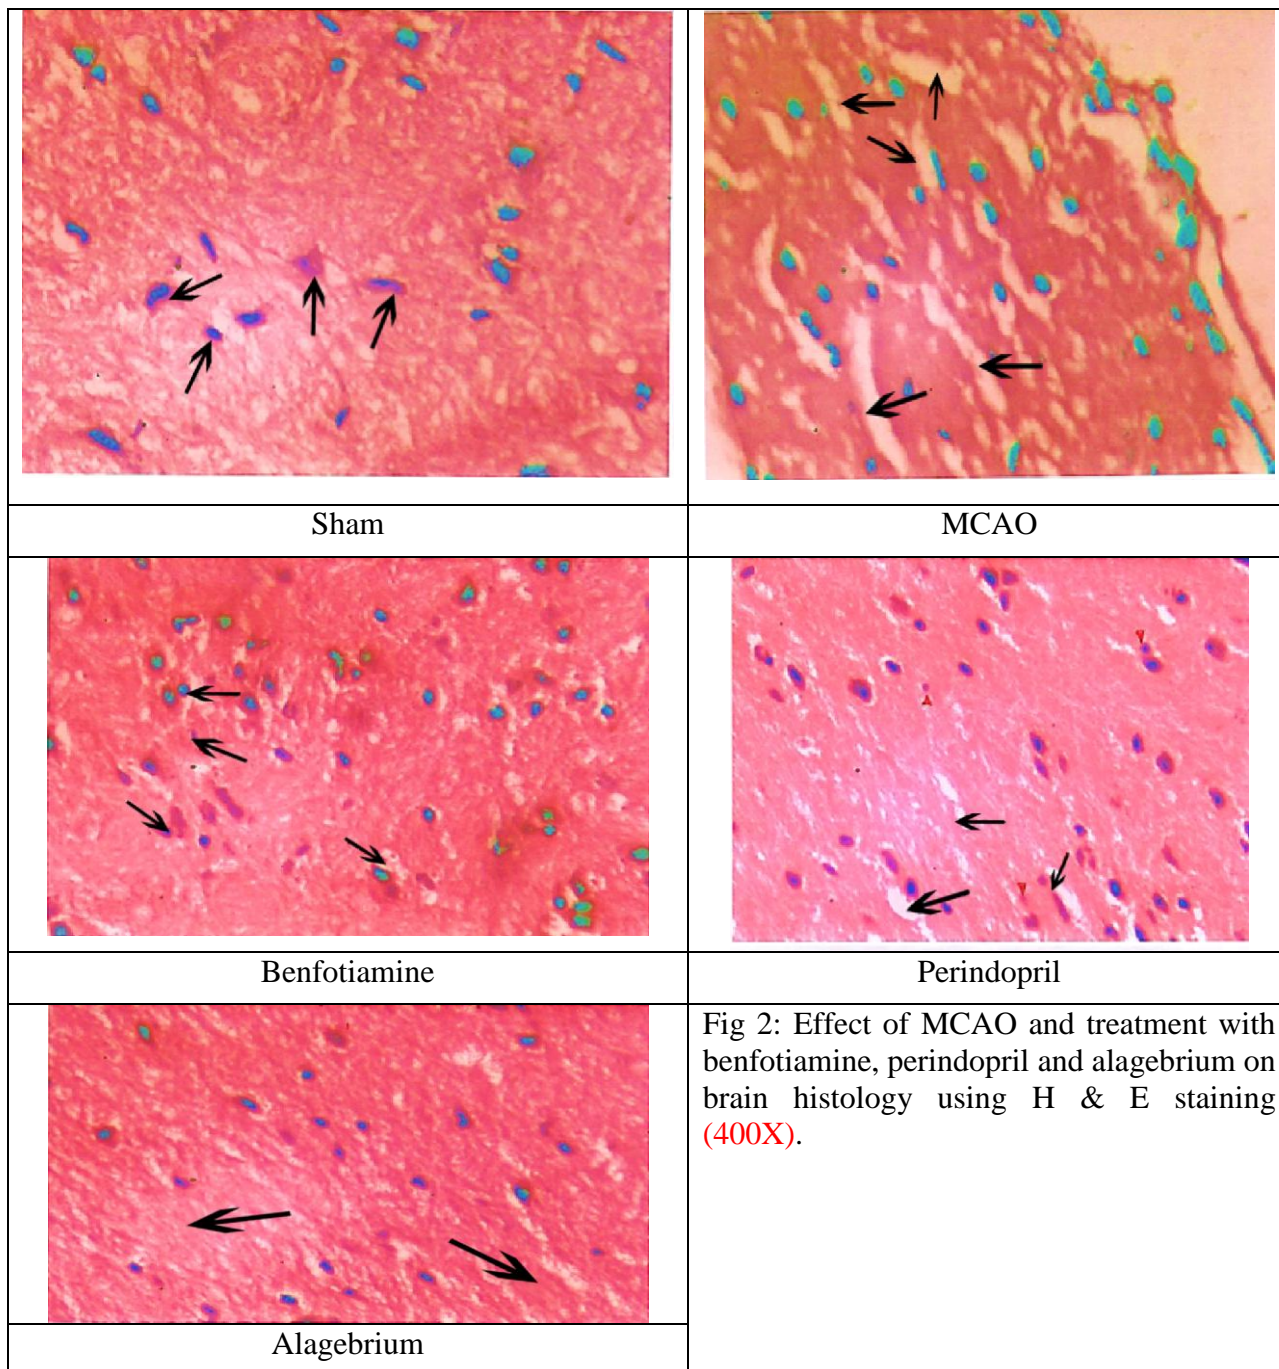 Sham
MCAO
Benfotiamine
Perindopril
Fig 2: Effect of MCAO and treatment with
benfotiamine, perindopril and alagebrium on
brain histology using H & E staining
(400X).
Alagebrium